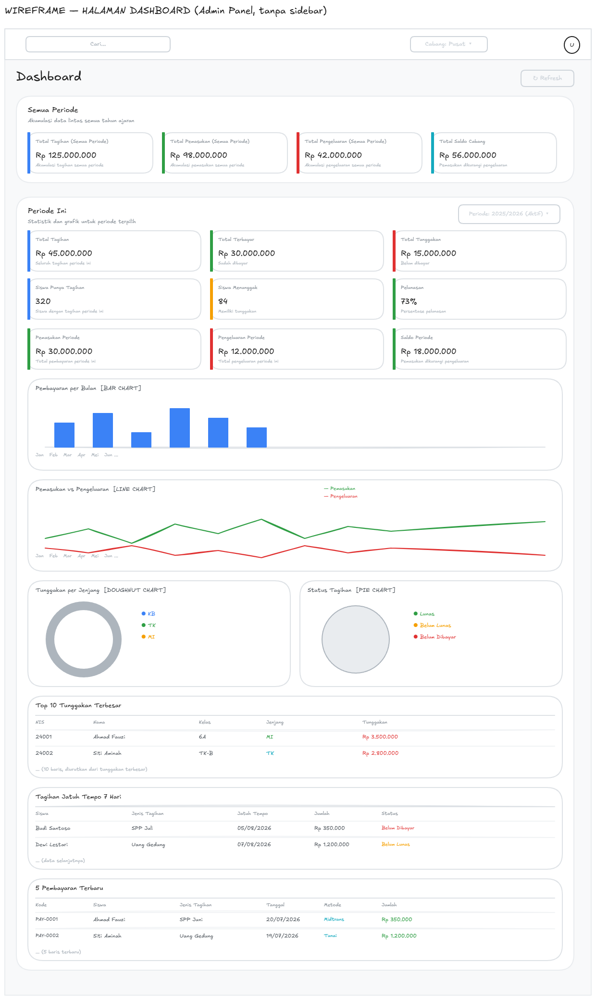 WIREFRAME — HALAMAN DASHBOARD (Admin Panel, tanpa sidebar)
Cari...
Cabang: Pusat ▾
U
Dashboard
↻ Refresh
Semua Periode
Akumulasi data lintas semua tahun ajaran
Total Tagihan (Semua Periode)
Rp 125.000.000
Akumulasi tagihan semua periode
Total Pemasukan (Semua Periode)
Rp 98.000.000
Akumulasi pemasukan semua periode
Total Pengeluaran (Semua Periode)
Rp 42.000.000
Akumulasi pengeluaran semua periode
Total Saldo Cabang
Rp 56.000.000
Pemasukan dikurangi pengeluaran
Periode Ini
Statistik dan grafik untuk periode terpilih
Periode: 2025/2026 (Aktif) ▾
Total Tagihan
Rp 45.000.000
Seluruh tagihan periode ini
Total Terbayar
Rp 30.000.000
Sudah dibayar
Total Tunggakan
Rp 15.000.000
Belum dibayar
Siswa Punya Tagihan
320
Siswa dengan tagihan periode ini
Siswa Menunggak
84
Memiliki tunggakan
Pelunasan
73%
Persentase pelunasan
Pemasukan Periode
Rp 30.000.000
Total pembayaran periode ini
Pengeluaran Periode
Rp 12.000.000
Total pengeluaran periode ini
Saldo Periode
Rp 18.000.000
Pemasukan dikurangi pengeluaran
Pembayaran per Bulan [BAR CHART]
Jan Feb Mar Apr Mei Jun ...
Pemasukan vs Pengeluaran [LINE CHART]
— Pemasukan
— Pengeluaran
Jan Feb Mar Apr Mei Jun ...
Tunggakan per Jenjang [DOUGHNUT CHART]
● KB
● TK
● MI
Status Tagihan [PIE CHART]
● Lunas
● Belum Lunas
● Belum Dibayar
Top 10 Tunggakan Terbesar
NIS Nama Kelas Jenjang Tunggakan
24001 Ahmad Fauzi 6A MI Rp 3.500.000
24002 Siti Aminah TK-B TK Rp 2.800.000
... (10 baris, diurutkan dari tunggakan terbesar)
Tagihan Jatuh Tempo 7 Hari
Siswa Jenis Tagihan Jatuh Tempo Jumlah Status
Budi Santoso SPP Juli 05/08/2026 Rp 350.000 Belum Dibayar
Dewi Lestari Uang Gedung 07/08/2026 Rp 1.200.000 Belum Lunas
... (data selanjutnya)
5 Pembayaran Terbaru
Kode Siswa Jenis Tagihan Tanggal Metode Jumlah
PAY-0001 Ahmad Fauzi SPP Juni 20/07/2026 Midtrans Rp 350.000
PAY-0002 Siti Aminah Uang Gedung 19/07/2026 Tunai Rp 1.200.000
... (5 baris terbaru)